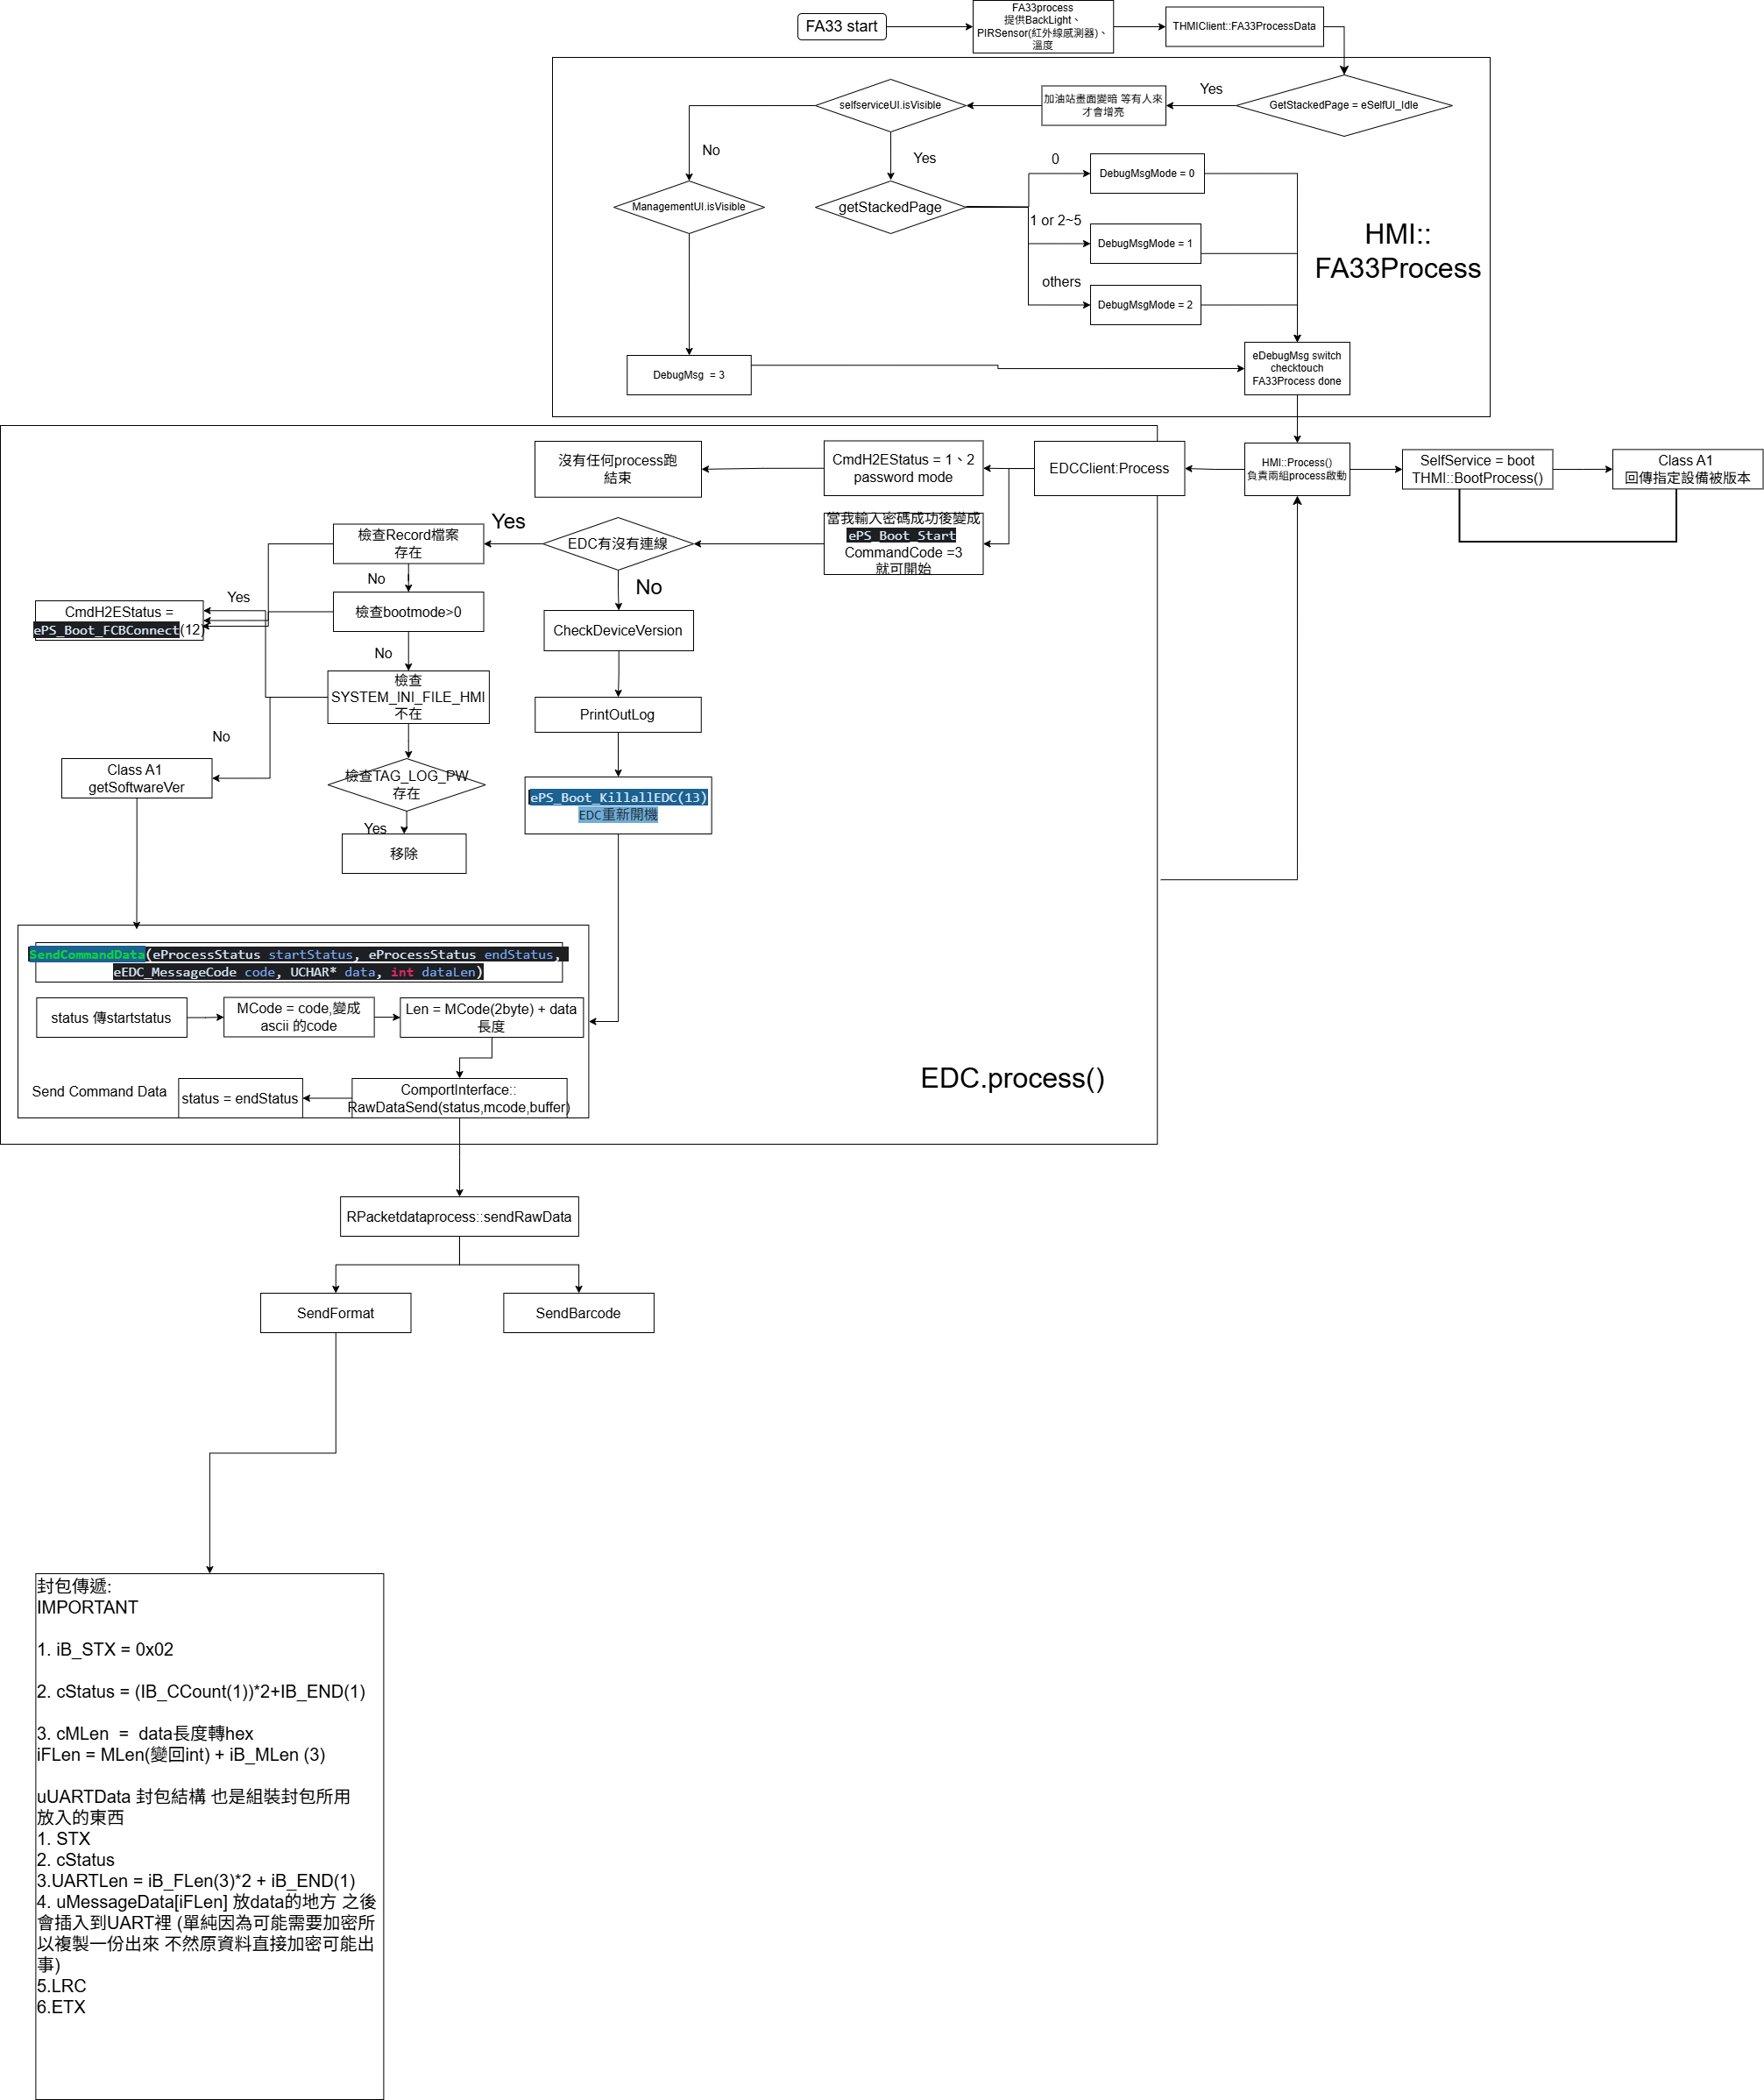 FA33 start
FA33process
提供BackLight、
PIRSensor(紅外線感測器)、
溫度
THMIClient::FA33ProcessData
GetStackedPage = eSelfUI_Idle
Yes
加油站畫面變暗 等有人來
才會增亮
selfserviceUI.isVisible
No
Yes
ManagementUI.isVisible
getStackedPage
0
DebugMsgMode = 0
1 or 2~5
DebugMsgMode = 1
others
DebugMsgMode = 2
HMI::
FA33Process
DebugMsg  = 3
eDebugMsg switch
checktouch
FA33Process done
HMI::Process()
負責兩組process啟動
SelfService = boot
THMI::BootProcess()
Class A1
回傳指定設備被版本
EDCClient:Process
CmdH2EStatus = 1、2
password mode
沒有任何process跑
結束
當我輸入密碼成功後變成
ePS_Boot_Start
CommandCode =3
就可開始
EDC有沒有連線
Yes
No
檢查Record檔案
存在
No
檢查bootmode>0
Yes
CmdH2EStatus =
ePS_Boot_FCBConnect(12)
No
檢查
SYSTEM_INI_FILE_HMI
不在
No
Class A1
getSoftwareVer
檢查TAG_LOG_PW
存在
Yes
移除
CheckDeviceVersion
PrintOutLog
ePS_Boot_KillallEDC(13)
EDC重新開機
SendCommandData(eProcessStatus startStatus, eProcessStatus endStatus,
eEDC_MessageCode code, UCHAR* data, int dataLen)
status 傳startstatus
MCode = code,變成
ascii 的code
Len = MCode(2byte) + data
長度
Send Command Data
status = endStatus
ComportInterface::
RawDataSend(status,mcode,buffer)
EDC.process()
RPacketdataprocess::sendRawData
SendFormat
SendBarcode
封包傳遞:
IMPORTANT
1. iB_STX = 0x02
2. cStatus = (IB_CCount(1))*2+IB_END(1)
3. cMLen  =  data長度轉hex
iFLen = MLen(變回int) + iB_MLen (3)
uUARTData 封包結構 也是組裝封包所用
放入的東西
1. STX
2. cStatus
3.UARTLen = iB_FLen(3)*2 + iB_END(1)
4. uMessageData[iFLen] 放data的地方 之後
會插入到UART裡 (單純因為可能需要加密所
以複製一份出來 不然原資料直接加密可能出
事)
5.LRC
6.ETX